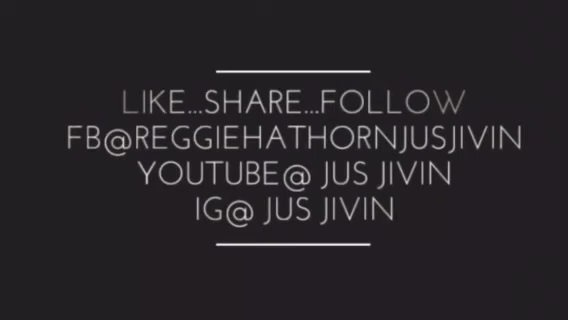 LIKE...SHARE...FOLLOW
FB@REGGIEHATHORNJUSJIVIN
YOUTUBE@ JUS JIVIN
IG@ JUS JIVIN